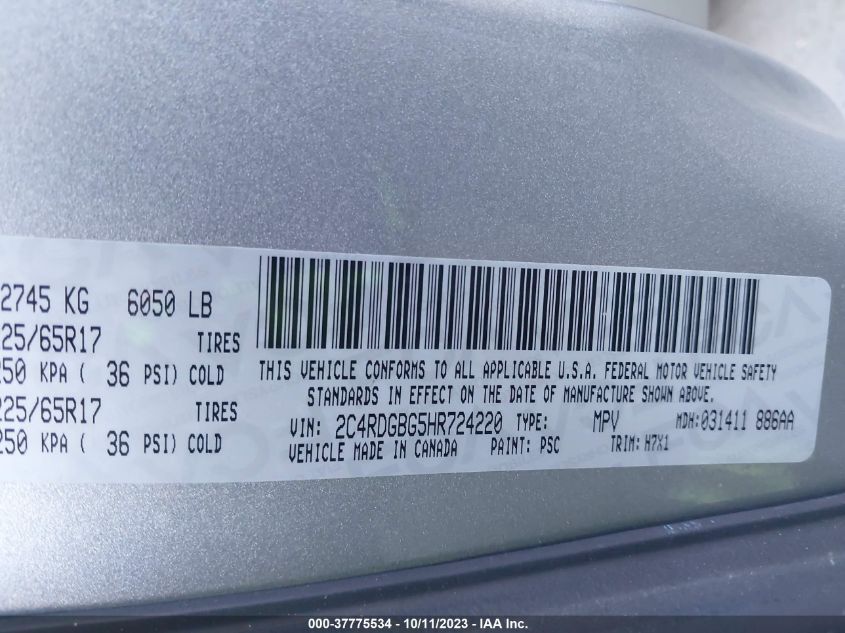 2745 KG 6050 LB
225/65R17 TIRES
250 KPA ( 36 PSI) COLD
225/65R17 TIRES
250 KPA ( 36 PSI) COLD
THIS VEHICLE CONFORMS TO ALL APPLICABLE U.S.A. FEDERAL MOTOR VEHICLE SAFETY
STANDARDS IN EFFECT ON THE DATE OF MANUFACTURE SHOWN ABOVE.
VIN: 2C4RDGBG5HR724220 TYPE: MPV MDH:031411 886AA
VEHICLE MADE IN CANADA PAINT: PSC TRIM: H7X1
000-37775534 - 10/11/2023 - IAA Inc.